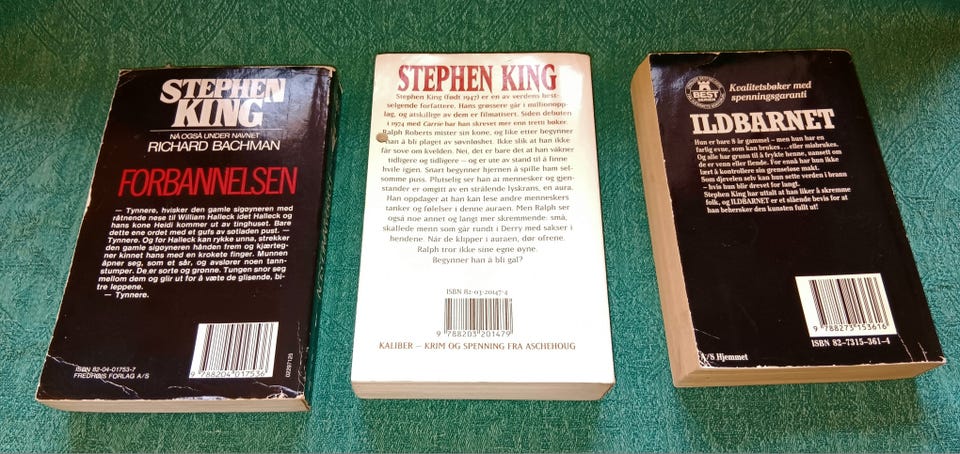 STEPHEN
KING
NÅ OGSÅ UNDER NAVNET
RICHARD BACHMAN
FORBANNELSEN
— Tynnere, hvisker den gamle sigøyneren med
råtnende nese til William Halleck idet Halleck og
hans kone Heidi kommer ut av tinghuset. Bare
dette ene ordet med et gufs av søtladen pust. —
Tynnere. Og før Halleck kan rykke unna, strekker
den gamle sigøyneren hånden frem og kjærteg-
ner kinnet hans med en krokete finger. Munnen
åpner seg, som et sår, og avslører noen tann-
stumper. De er sorte og grønne. Tungen snor seg
mellom dem og glir ut for å væte de glisende, bi-
tre leppene.
— Tynnere.
ISBN 82-04-01753-7
FREDHØIS FORLAG A/S
9 788204 017536
02297125
STEPHEN KING
Stephen King (født 1947) er en av verdens best-
selgende forfattere. Hans grøssere går i millionopp-
lag, og atskillige av dem er filmatisert. Siden debuten
i 1974 med Carrie har han skrevet mer enn tretti bøker.
Ralph Roberts mister sin kone, og like etter begynner
han å bli plaget av søvnløshet. Ikke slik at han ikke
får sove om kvelden. Nei, det er bare det at han våkner
tidligere og tidligere – og er ute av stand til å finne
hvile igjen. Snart begynner hjernen å spille ham sel-
somme puss. Plutselig ser han at mennesker og gjen-
stander er omgitt av en strålende lyskrans, en aura.
Han oppdager at han kan lese andre menneskers
tanker og følelser i denne auraen. Men Ralph ser
også noe annet og langt mer skremmende: små,
skallede menn som går rundt i Derry med sakser i
hendene. Når de klipper i auraen, dør ofrene.
Ralph tror ikke sine egne øyne.
Begynner han å bli gal?
ISBN 82-03-20147-4
9 788203 201479
KALIBER – KRIM OG SPENNING FRA ASCHEHOUG
BEST
Kvalitetsbøker med
spenningsgaranti
ILDBARNET
Hun er bare 8 år gammel – men hun har en
farlig evne, som kan brukes . . . eller misbrukes.
Og alle har grunn til å frykte henne, uansett om
de er venn eller fiende. For ennå har hun ikke
lært å kontrollere sin grenseløse makt.
Som djevelen selv kan hun sette verden i brann
– hvis hun blir drevet for langt.
Stephen King har uttalt at han liker å skremme
folk, og ILDBARNET er et slående bevis for at
han behersker den kunsten fullt ut!
9 788273 153616
ISBN 82-7315-361-4
A/S Hjemmet